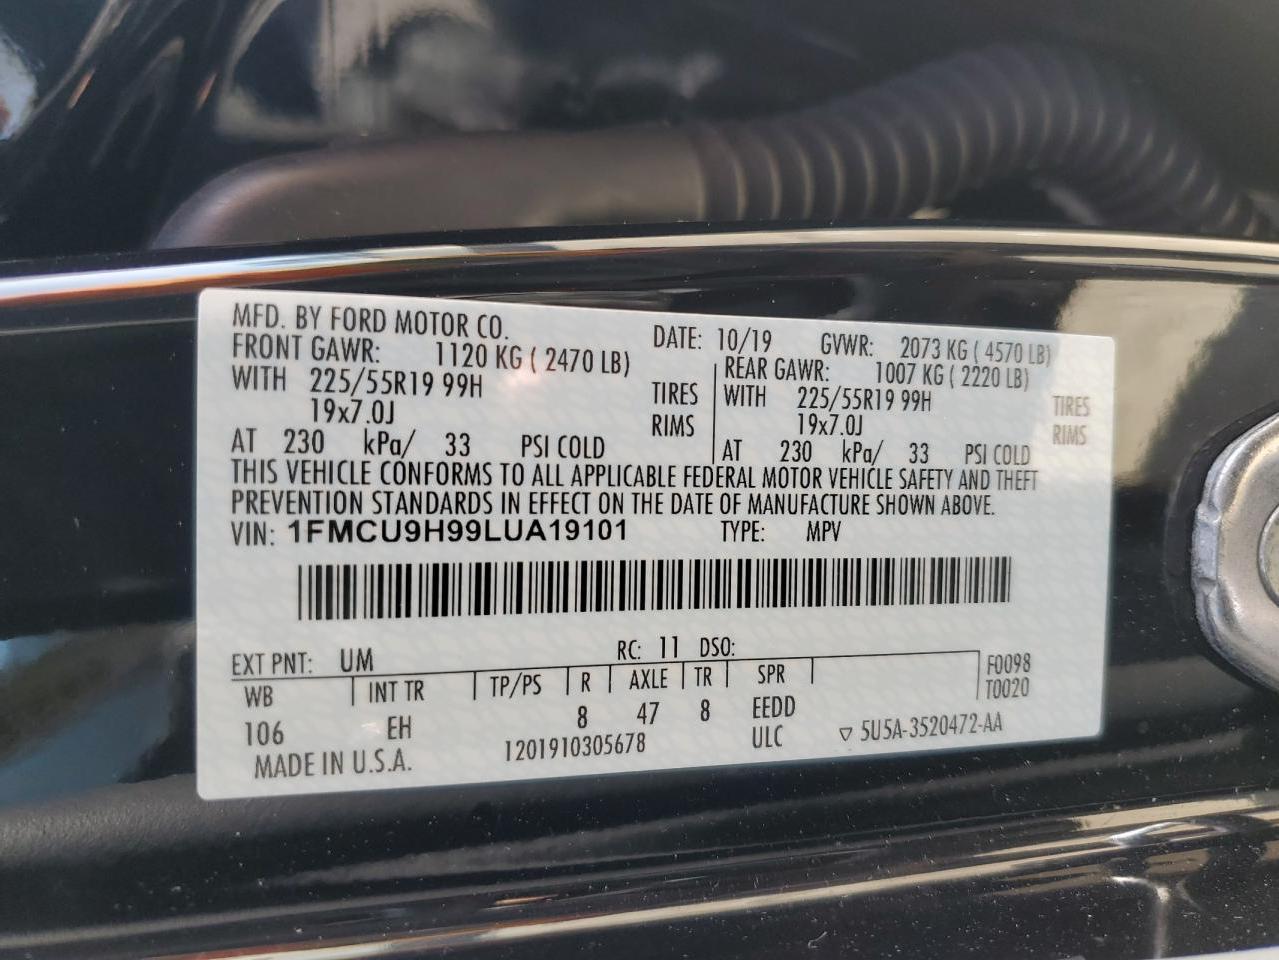 MFD. BY FORD MOTOR CO. DATE: 10/19 GVWR: 2073 KG ( 4570 LB)
FRONT GAWR: 1120 KG ( 2470 LB) REAR GAWR: 1007 KG ( 2220 LB)
WITH 225/55R19 99H TIRES WITH 225/55R19 99H TIRES
19x7.0J RIMS 19x7.0J RIMS
AT 230 kPa/ 33 PSI COLD AT 230 kPa/ 33 PSI COLD
THIS VEHICLE CONFORMS TO ALL APPLICABLE FEDERAL MOTOR VEHICLE SAFETY AND THEFT
PREVENTION STANDARDS IN EFFECT ON THE DATE OF MANUFACTURE SHOWN ABOVE.
VIN: 1FMCU9H99LUA19101 TYPE: MPV
EXT PNT: UM RC: 11 DSO:
WB INT TR TP/PS R AXLE TR SPR F0098
T0020
106 EH 8 47 8 EEDD
MADE IN U.S.A. 1201910305678 ULC ▽ 5U5A-3520472-AA